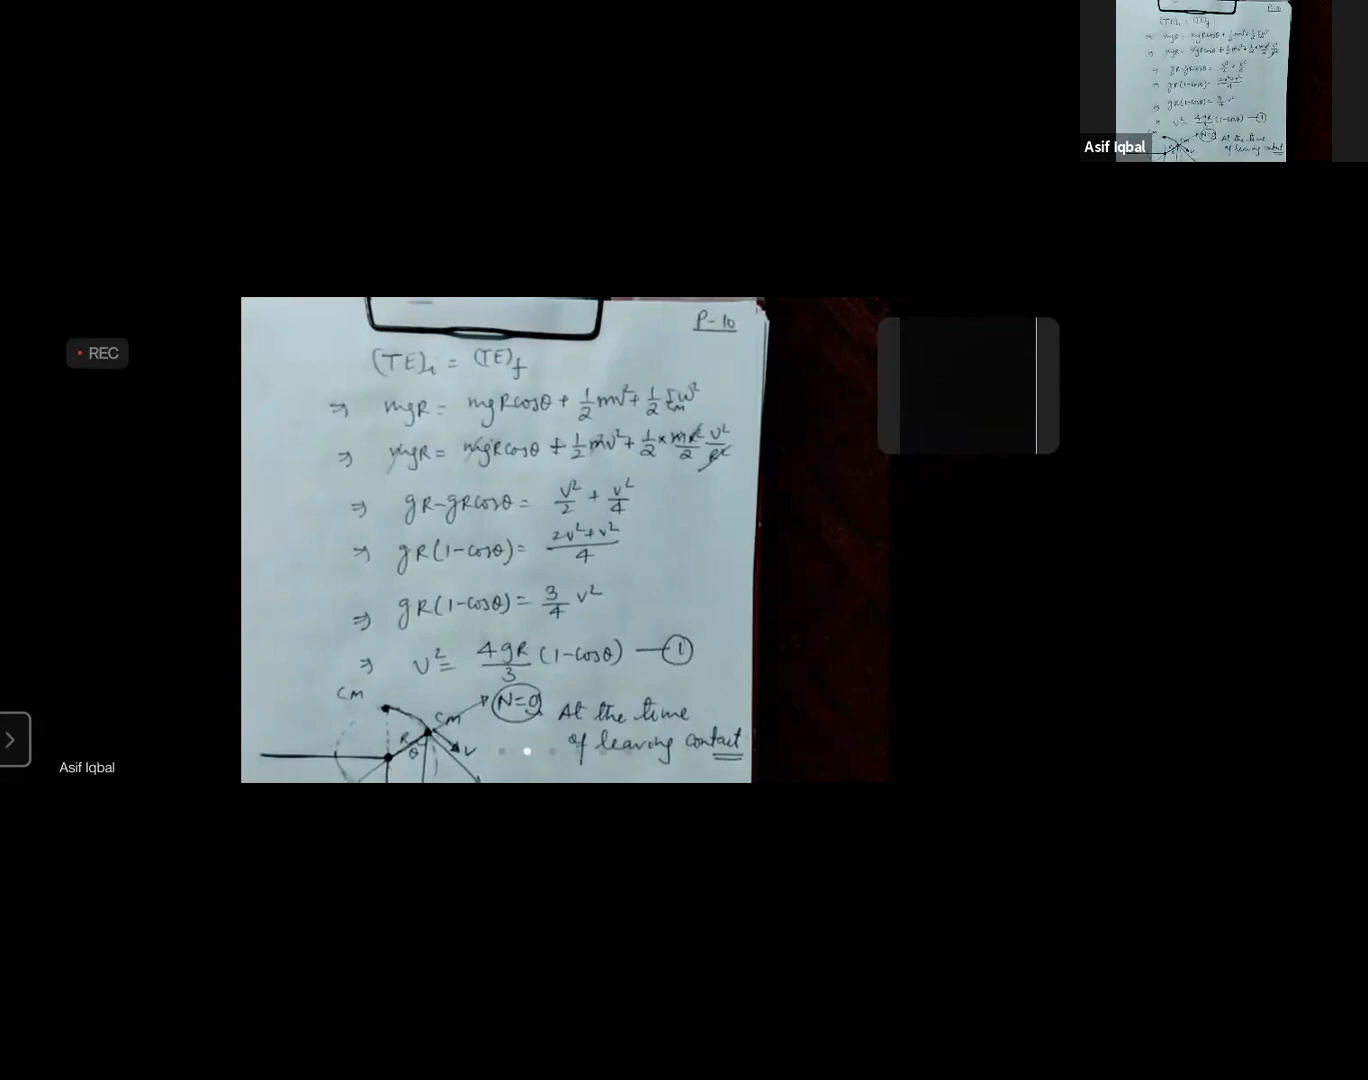 P-10
(TE)i = (TE)f
⇒ mgR = mgRcosθ + 1/2 mv² + 1/2 Icm ω²
⇒ mgR = mgRcosθ + 1/2 mv² + 1/2 × mR²/2 v²/R²
⇒ gR-gRcosθ = v²/2 + v²/4
⇒ gR(1-cosθ) = 2v²+v²/4
⇒ gR(1-cosθ) = 3/4 v²
⇒ v² = 4gR/3 (1-cosθ) — ①
CM
N=0
At the time
of leaving contact
CM
R
θ
v
REC
Asif Iqbal
Asif Iqbal